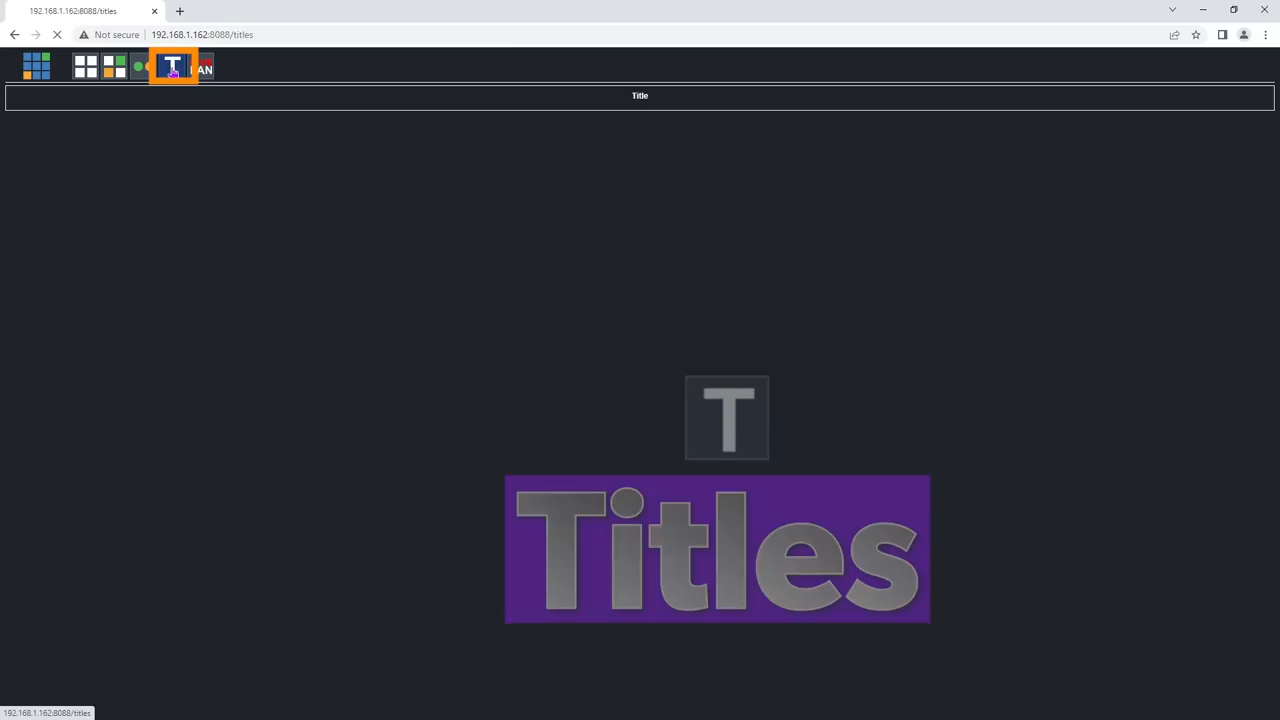 192.168.1.162:8088/titles
Not secure
192.168.1.162:8088/titles
T
AN
Title
T
Titles
192.168.1.162:8088/titles